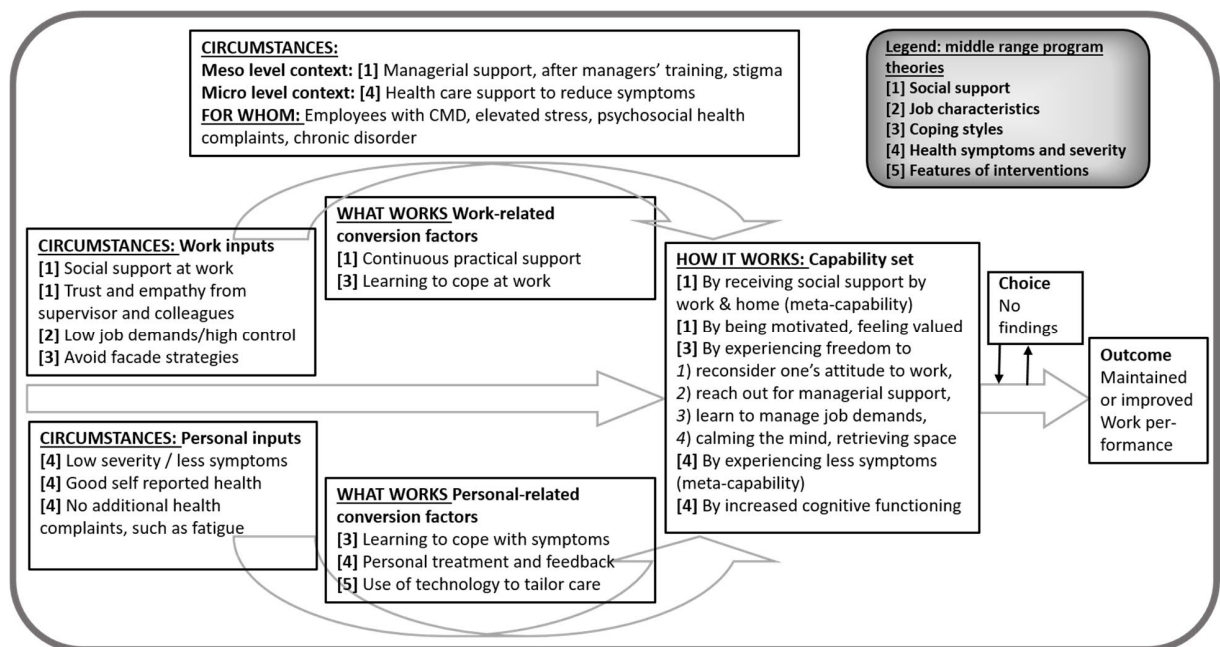 CIRCUMSTANCES:
Meso level context: [1] Managerial support, after managers' training, stigma
Micro level context: [4] Health care support to reduce symptoms
FOR WHOM: Employees with CMD, elevated stress, psychosocial health
complaints, chronic disorder
Legend: middle range program
theories
[1] Social support
[2] Job characteristics
[3] Coping styles
[4] Health symptoms and severity
[5] Features of interventions
CIRCUMSTANCES: Work inputs
[1] Social support at work
[1] Trust and empathy from
supervisor and colleagues
[2] Low job demands/high control
[3] Avoid facade strategies
WHAT WORKS Work-related
conversion factors
[1] Continuous practical support
[3] Learning to cope at work
CIRCUMSTANCES: Personal inputs
[4] Low severity / less symptoms
[4] Good self reported health
[4] No additional health
complaints, such as fatigue
WHAT WORKS Personal-related
conversion factors
[3] Learning to cope with symptoms
[4] Personal treatment and feedback
[5] Use of technology to tailor care
HOW IT WORKS: Capability set
[1] By receiving social support by
work & home (meta-capability)
[1] By being motivated, feeling valued
[3] By experiencing freedom to
1) reconsider one's attitude to work,
2) reach out for managerial support,
3) learn to manage job demands,
4) calming the mind, retrieving space
[4] By experiencing less symptoms
(meta-capability)
[4] By increased cognitive functioning
Choice
No
findings
Outcome
Maintained
or improved
Work per-
formance